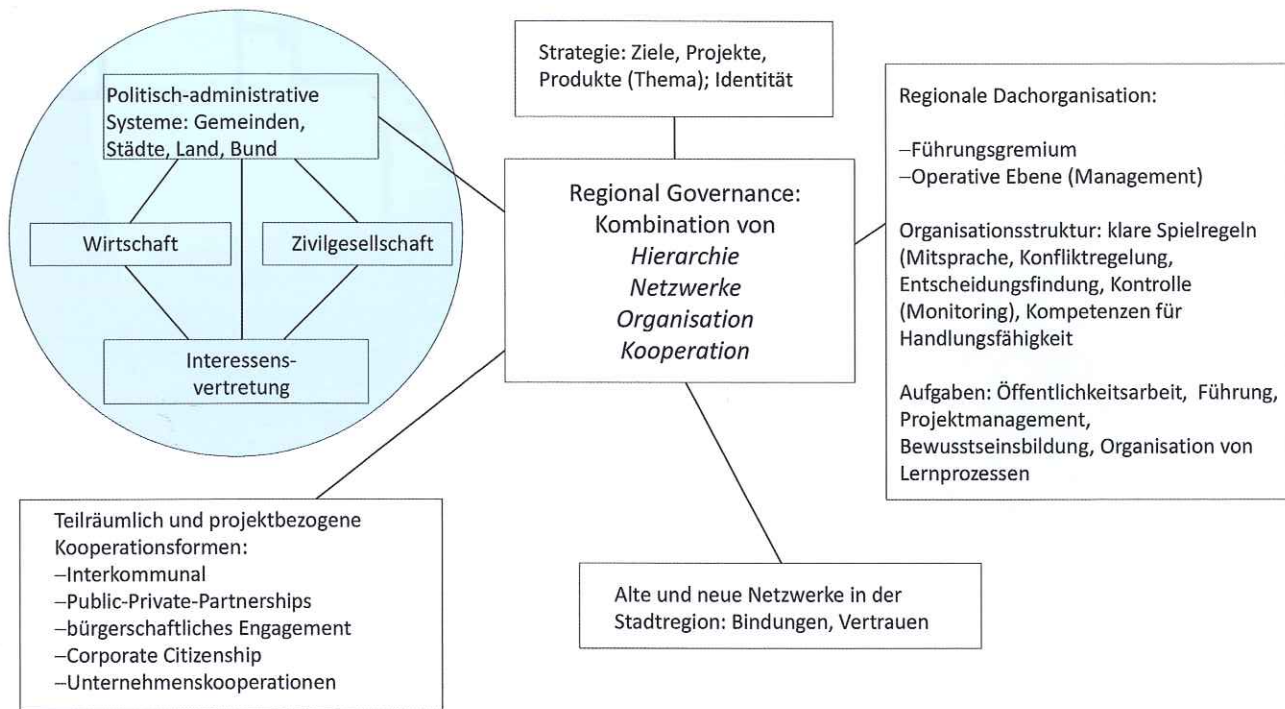 Politisch-administrative
Systeme: Gemeinden,
Städte, Land, Bund
Wirtschaft
Zivilgesellschaft
Interessens-
vertretung
Strategie: Ziele, Projekte,
Produkte (Thema); Identität
Regional Governance:
Kombination von
Hierarchie
Netzwerke
Organisation
Kooperation
Regionale Dachorganisation:
–Führungsgremium
–Operative Ebene (Management)
Organisationsstruktur: klare Spielregeln
(Mitsprache, Konfliktregelung,
Entscheidungsfindung, Kontrolle
(Monitoring), Kompetenzen für
Handlungsfähigkeit
Aufgaben: Öffentlichkeitsarbeit, Führung,
Projektmanagement,
Bewusstseinsbildung, Organisation von
Lernprozessen
Teilräumlich und projektbezogene
Kooperationsformen:
–Interkommunal
–Public-Private-Partnerships
–bürgerschaftliches Engagement
–Corporate Citizenship
–Unternehmenskooperationen
Alte und neue Netzwerke in der
Stadtregion: Bindungen, Vertrauen